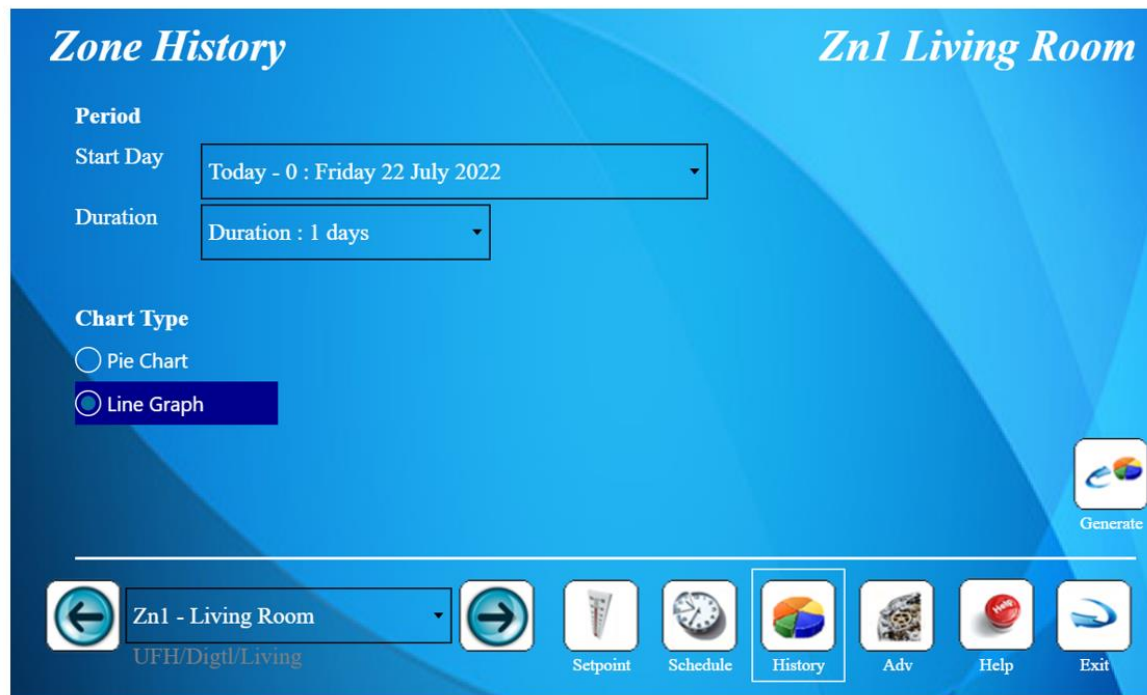 Zone History
Zn1 Living Room
Period
Start Day
Today - 0 : Friday 22 July 2022
Duration
Duration : 1 days
Chart Type
Pie Chart
Line Graph
Generate
Zn1 - Living Room
UFH/Digtl/Living
Setpoint
Schedule
History
Adv
Help
Help
Exit